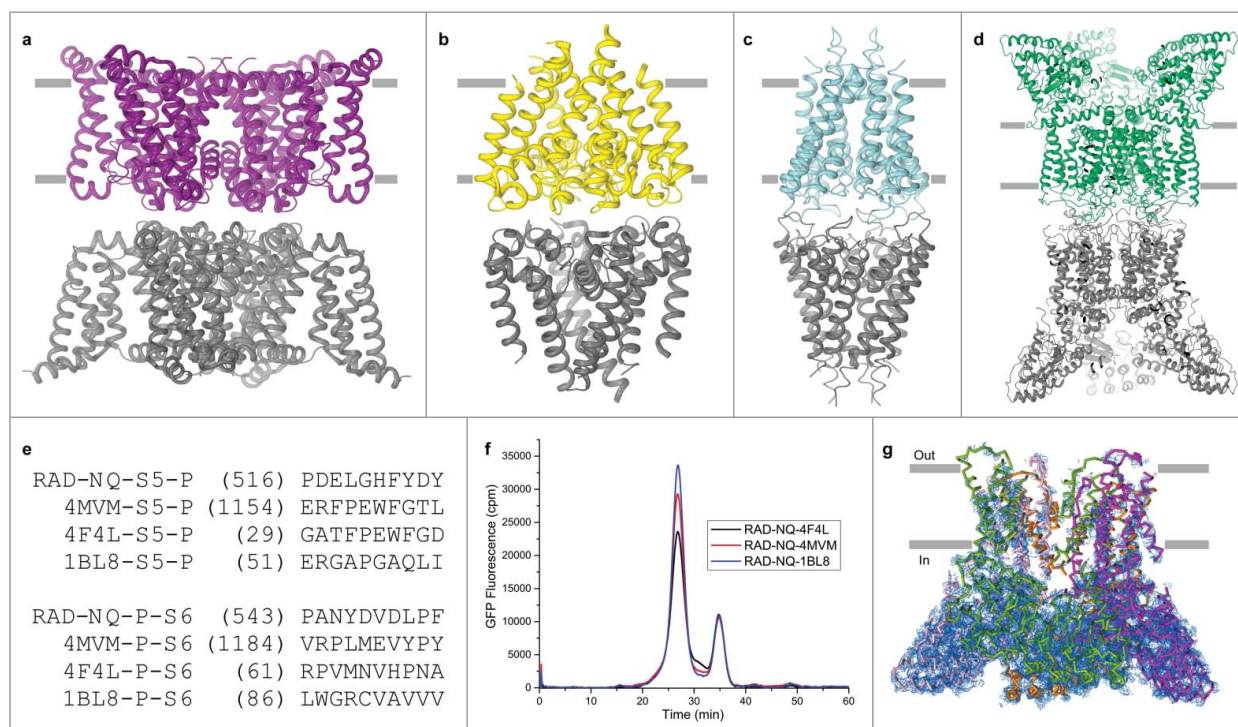 a
b
c
d
e
RAD-NQ-S5-P (516) PDELGHFYDY
4MVM-S5-P (1154) ERFPEWFGTL
4F4L-S5-P (29) GATFPEWFGD
1BL8-S5-P (51) ERGAPGAQLI
RAD-NQ-P-S6 (543) PANYDVDLPF
4MVM-P-S6 (1184) VRPLMEVYPY
4F4L-P-S6 (61) RPVMNVHPNA
1BL8-P-S6 (86) LWGRCVAVVV
f
GFP Fluorescence (cpm)
35000
30000
25000
20000
15000
10000
5000
0
0 10 20 30 40 50 60
Time (min)
RAD-NQ-4F4L
RAD-NQ-4MVM
RAD-NQ-1BL8
g
Out
In